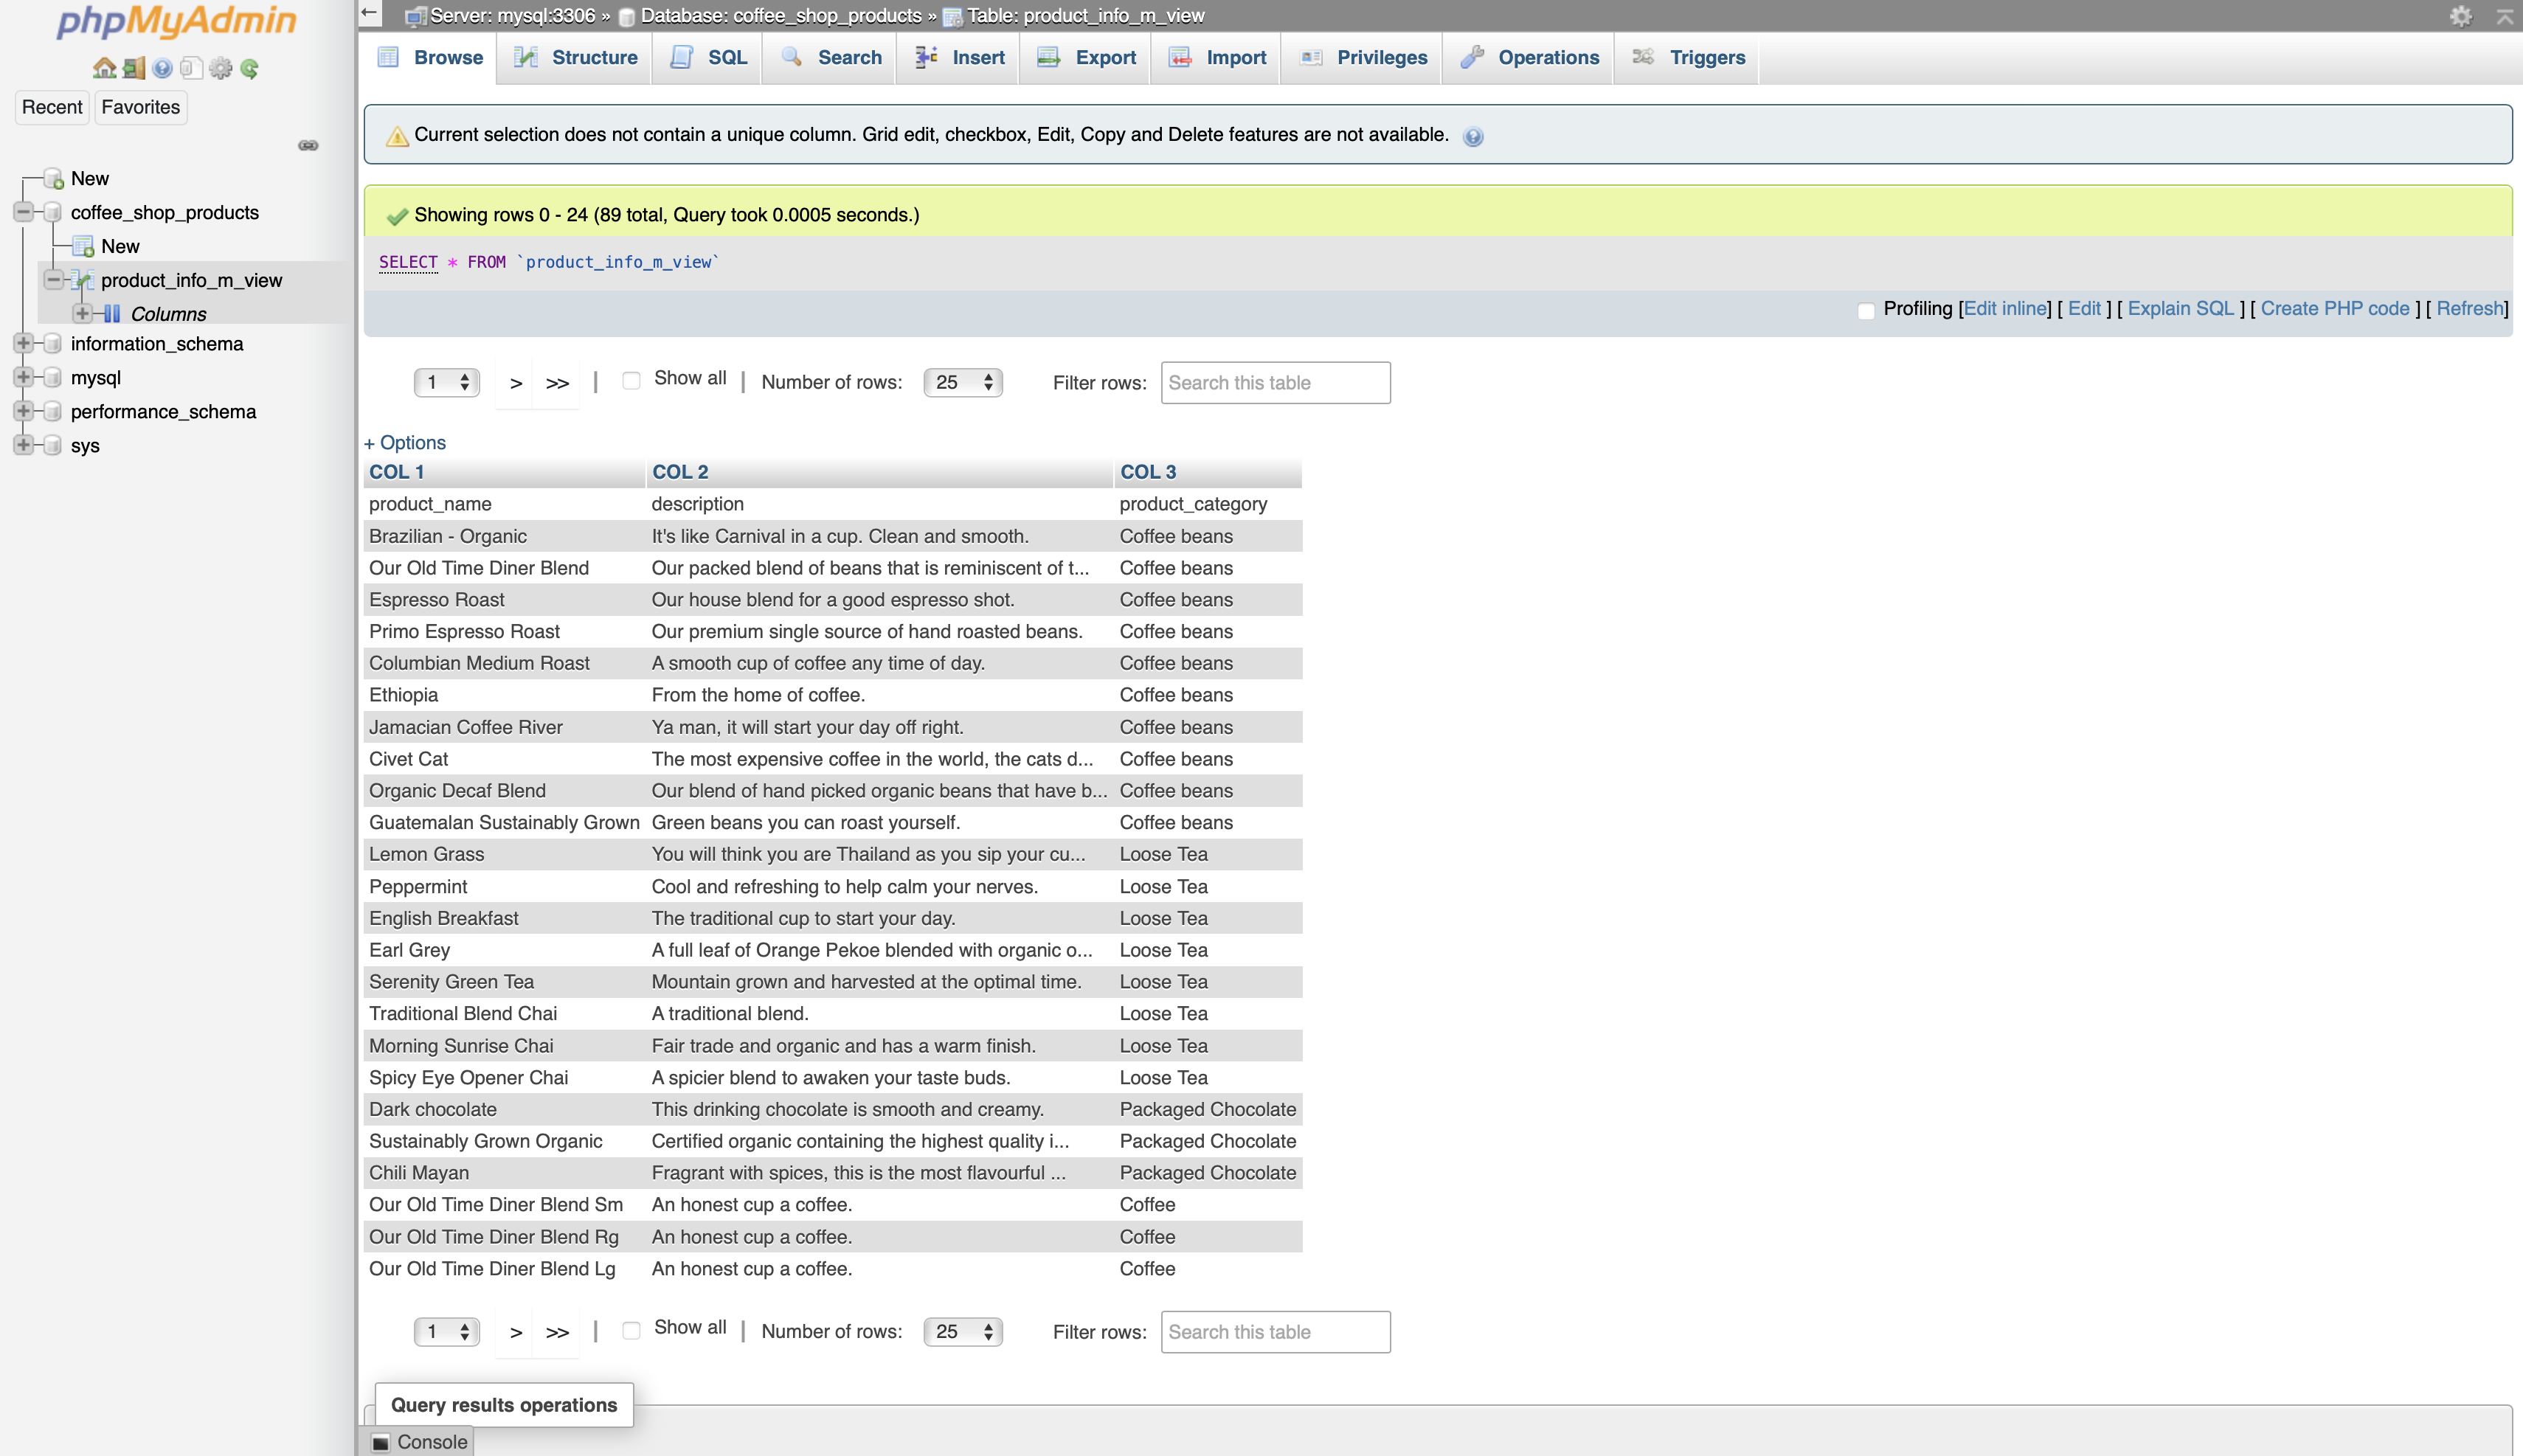 phpMyAdmin
Recent Favorites
New
coffee_shop_products
New
product_info_m_view
Columns
information_schema
mysql
performance_schema
sys
Server: mysql:3306 » Database: coffee_shop_products » Table: product_info_m_view
Browse Structure SQL Search Insert Export Import Privileges Operations Triggers
Current selection does not contain a unique column. Grid edit, checkbox, Edit, Copy and Delete features are not available.
Showing rows 0 - 24 (89 total, Query took 0.0005 seconds.)
SELECT * FROM `product_info_m_view`
Profiling [Edit inline] [ Edit ] [ Explain SQL ] [ Create PHP code ] [ Refresh]
1 > >> | Show all | Number of rows: 25 Filter rows: Search this table
+ Options
COL 1 COL 2 COL 3
product_name description product_category
Brazilian - Organic It's like Carnival in a cup. Clean and smooth. Coffee beans
Our Old Time Diner Blend Our packed blend of beans that is reminiscent of t... Coffee beans
Espresso Roast Our house blend for a good espresso shot. Coffee beans
Primo Espresso Roast Our premium single source of hand roasted beans. Coffee beans
Columbian Medium Roast A smooth cup of coffee any time of day. Coffee beans
Ethiopia From the home of coffee. Coffee beans
Jamacian Coffee River Ya man, it will start your day off right. Coffee beans
Civet Cat The most expensive coffee in the world, the cats d... Coffee beans
Organic Decaf Blend Our blend of hand picked organic beans that have b... Coffee beans
Guatemalan Sustainably Grown Green beans you can roast yourself. Coffee beans
Lemon Grass You will think you are Thailand as you sip your cu... Loose Tea
Peppermint Cool and refreshing to help calm your nerves. Loose Tea
English Breakfast The traditional cup to start your day. Loose Tea
Earl Grey A full leaf of Orange Pekoe blended with organic o... Loose Tea
Serenity Green Tea Mountain grown and harvested at the optimal time. Loose Tea
Traditional Blend Chai A traditional blend. Loose Tea
Morning Sunrise Chai Fair trade and organic and has a warm finish. Loose Tea
Spicy Eye Opener Chai A spicier blend to awaken your taste buds. Loose Tea
Dark chocolate This drinking chocolate is smooth and creamy. Packaged Chocolate
Sustainably Grown Organic Certified organic containing the highest quality i... Packaged Chocolate
Chili Mayan Fragrant with spices, this is the most flavourful ... Packaged Chocolate
Our Old Time Diner Blend Sm An honest cup a coffee. Coffee
Our Old Time Diner Blend Rg An honest cup a coffee. Coffee
Our Old Time Diner Blend Lg An honest cup a coffee. Coffee
1 > >> | Show all | Number of rows: 25 Filter rows: Search this table
Query results operations
Console